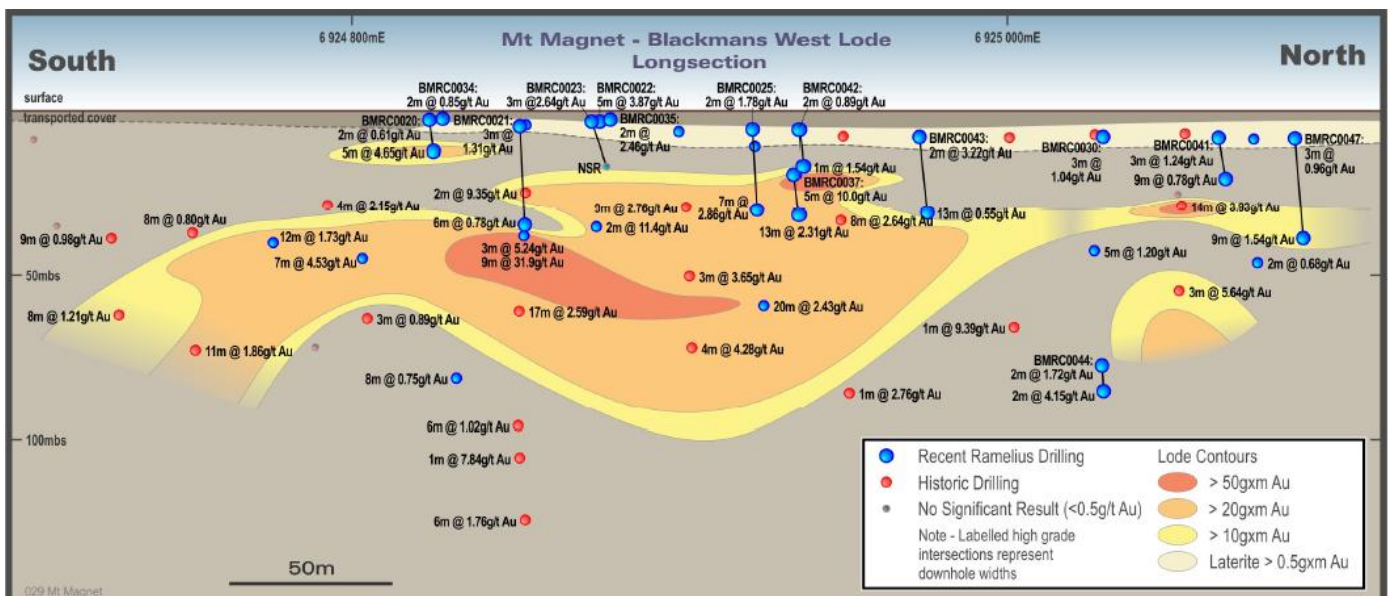 6 924 800mE
6 925 000mE
Mt Magnet - Blackmans West Lode
Longsection
South
North
surface
transported cover
BMRC0034:
2m @ 0.85g/t Au
BMRC0023:
3m @2.64g/t Au
BMRC0022:
5m @ 3.87g/t Au
BMRC0025:
2m @ 1.78g/t Au
BMRC0042:
2m @ 0.89g/t Au
BMRC0020:
2m @ 0.61g/t Au
5m @ 4.65g/t Au
BMRC0021:
3m @
1.31g/t Au
BMRC0035:
2m @
2.46g/t Au
BMRC0043:
2m @ 3.22g/t Au
BMRC0030:
3m @
1.04g/t Au
BMRC0041:
3m @ 1.24g/t Au
9m @ 0.78g/t Au
BMRC0047:
3m @
0.96g/t Au
NSR
1m @ 1.54g/t Au
BMRC0037:
5m @ 10.0g/t Au
2m @ 9.35g/t Au
4m @ 2.15g/t Au
3m @ 2.76g/t Au
7m @
2.86g/t Au
14m @ 3.93g/t Au
8m @ 0.80g/t Au
6m @ 0.78g/t Au
2m @ 11.4g/t Au
13m @ 2.31g/t Au
8m @ 2.64g/t Au
13m @ 0.55g/t Au
9m @ 0.98g/t Au
12m @ 1.73g/t Au
3m @ 5.24g/t Au
9m @ 31.9g/t Au
9m @ 1.54g/t Au
7m @ 4.53g/t Au
5m @ 1.20g/t Au
2m @ 0.68g/t Au
50mbs
3m @ 3.65g/t Au
3m @ 5.64g/t Au
8m @ 1.21g/t Au
3m @ 0.89g/t Au
17m @ 2.59g/t Au
20m @ 2.43g/t Au
1m @ 9.39g/t Au
11m @ 1.86g/t Au
4m @ 4.28g/t Au
BMRC0044:
2m @ 1.72g/t Au
2m @ 4.15g/t Au
8m @ 0.75g/t Au
1m @ 2.76g/t Au
6m @ 1.02g/t Au
100mbs
1m @ 7.84g/t Au
6m @ 1.76g/t Au
Recent Ramelius Drilling
Historic Drilling
No Significant Result (<0.5g/t Au)
Note - Labelled high grade
intersections represent
downhole widths
Lode Contours
> 50gxm Au
> 20gxm Au
> 10gxm Au
Laterite > 0.5gxm Au
50m
029 Mt Magnet